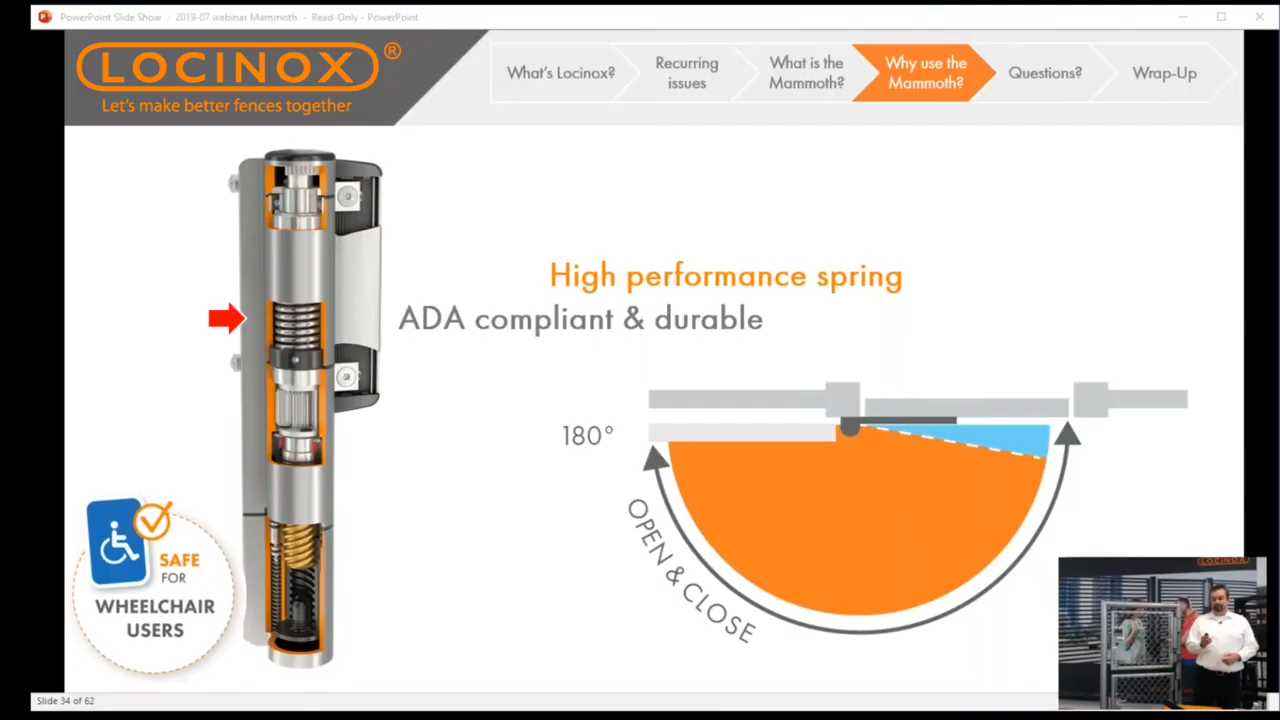 PowerPoint Slide Show - 2019-07 webinar Mammoth - Read-Only - PowerPoint
LOCINOX®
Let's make better fences together
What's Locinox?
Recurring
issues
What is the
Mammoth?
Why use the
Mammoth?
Questions?
Wrap-Up
High performance spring
ADA compliant & durable
180°
OPEN & CLOSE
SAFE
FOR
WHEELCHAIR
USERS
LOCINOX
Slide 34 of 62